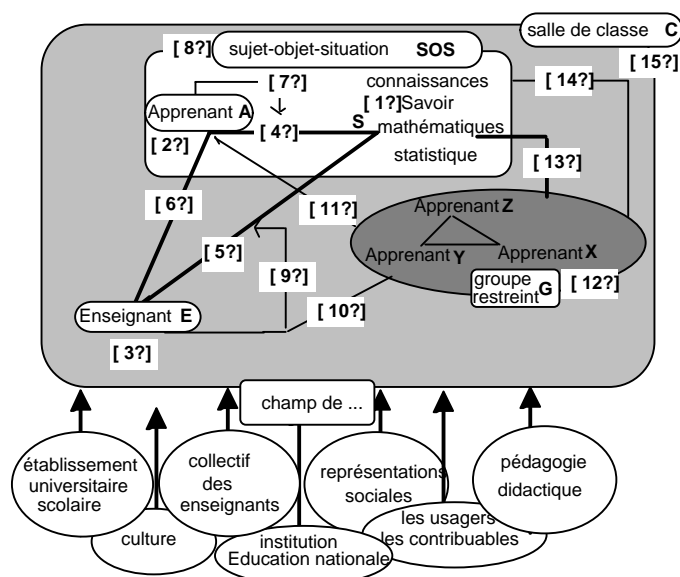 salle de classe C
[ 15?]
[ 8?]
sujet-objet-situation SOS
[ 7?]
connaissances
[ 14?]
Apprenant A
[ 1?] Savoir
[ 2?]
[ 4?]
S
mathématiques
statistique
[ 13?]
[ 6?]
[ 11?]
Apprenant Z
[ 5?]
Apprenant Y
Apprenant X
[ 9?]
groupe
restreint G
[ 12?]
Enseignant E
[ 10?]
[ 3?]
champ de ...
établissement
universitaire
scolaire
culture
collectif
des
enseignants
institution
Education nationale
représentations
sociales
les usagers
les contribuables
pédagogie
didactique